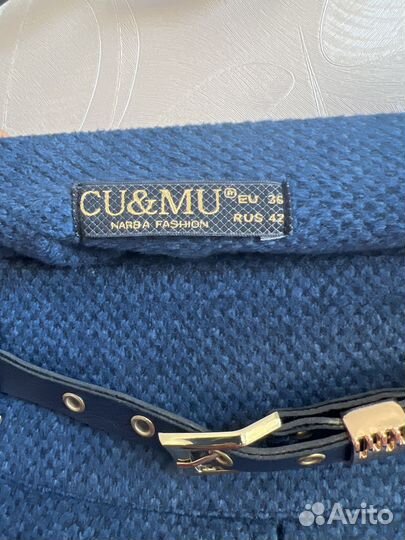 CU&MU® EU 36
NARBA FASHION RUS 42
Avito